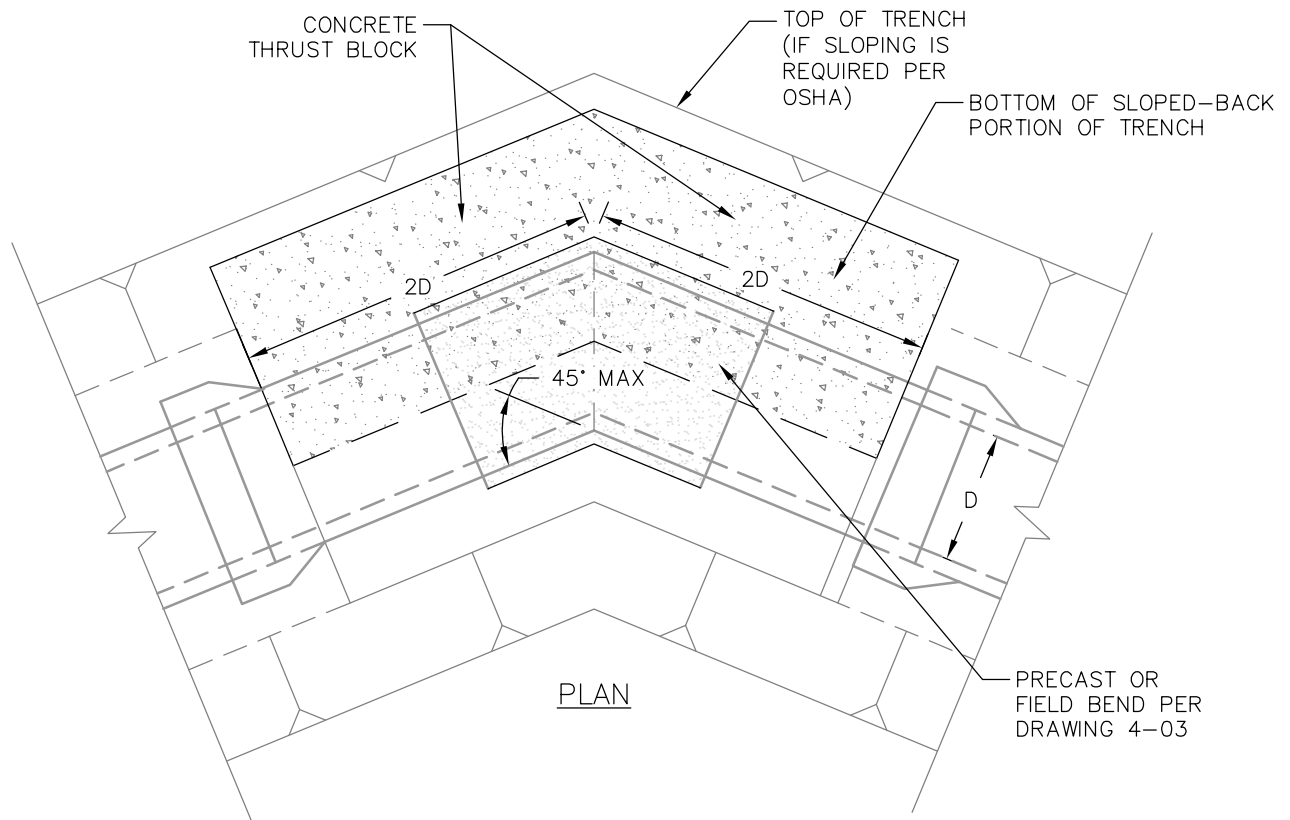 CONCRETE
THRUST BLOCK
TOP OF TRENCH
(IF SLOPING IS
REQUIRED PER
OSHA)
BOTTOM OF SLOPED-BACK
PORTION OF TRENCH
2D
2D
45° MAX
D
PLAN
PRECAST OR
FIELD BEND PER
DRAWING 4-03